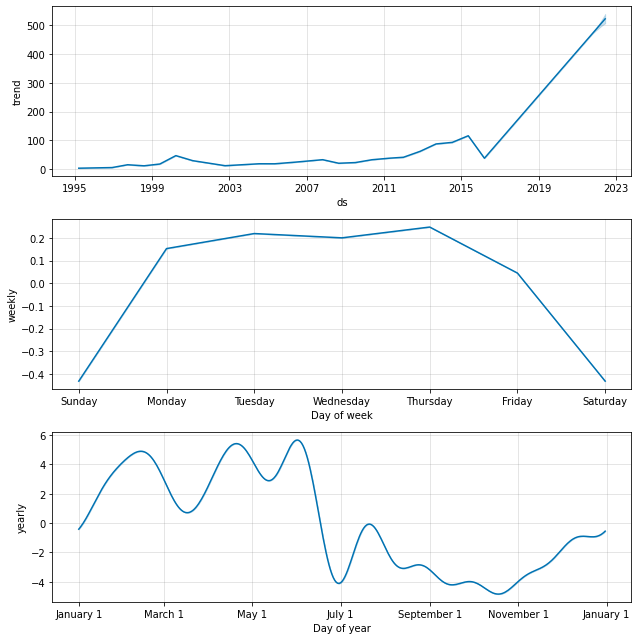 500
400
300
200
100
0
trend
1995 1999 2003 2007 2011 2015 2019 2023
ds
0.2
0.1
0.0
−0.1
−0.2
−0.3
−0.4
weekly
Sunday Monday Tuesday Wednesday Thursday Friday Saturday
Day of week
6
4
2
0
−2
−4
yearly
January 1 March 1 May 1 July 1 September 1 November 1 January 1
Day of year